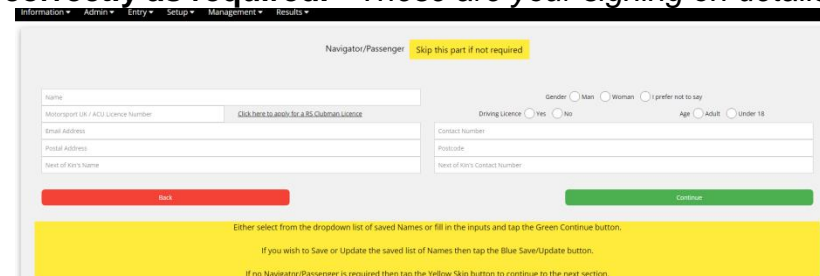 correctly as required. These are your signing on details
Information Admin Entry Setup Management Results
Navigator/Passenger Skip this part if not required
Name
Gender Man Woman I prefer not to say
Motorsport UK / ACU Licence Number Click here to apply for a RS Clubman Licence
Driving Licence Yes No Age Adult Under 18
Email Address Contact Number
Postal Address Postcode
Next of Kin's Name Next of Kin's Contact Number
Back Continue
Either select from the dropdown list of saved Names or fill in the inputs and tap the Green Continue button.
If you wish to Save or Update the saved list of Names then tap the Blue Save/Update button.
If no Navigator/Passenger is required then tap the Yellow Skip button to continue to the next section.